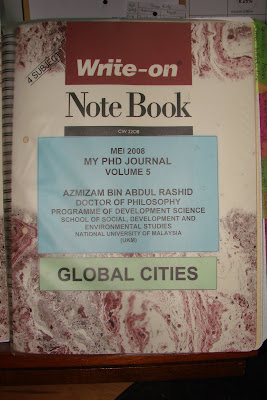 4 SUBJECT
Write-on®
Note Book
CW 2206
MEI 2008
MY PHD JOURNAL
VOLUME 5
AZMIZAM BIN ABDUL RASHID
DOCTOR OF PHILOSOPHY
PROGRAMME OF DEVELOPMENT SCIENCE
SCHOOL OF SOCIAL, DEVELOPMENT AND
ENVIRONMENTAL STUDIES
NATIONAL UNIVERSITY OF MALAYSIA
(UKM)
GLOBAL CITIES